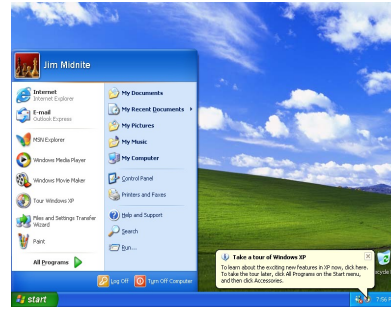 Jim Midnite
Internet
Internet Explorer
E-mail
Outlook Express
MSN Explorer
Windows Media Player
Windows Movie Maker
Tour Windows XP
Files and Settings Transfer
Wizard
Paint
All Programs
My Documents
My Recent Documents
My Pictures
My Music
My Computer
Control Panel
Printers and Faxes
Help and Support
Search
Run...
Log Off
Turn Off Computer
Take a tour of Windows XP
To learn about the exciting new features in XP now, click here.
To take the tour later, click All Programs on the Start menu,
and then click Accessories.
ecycle
start
7:56 P